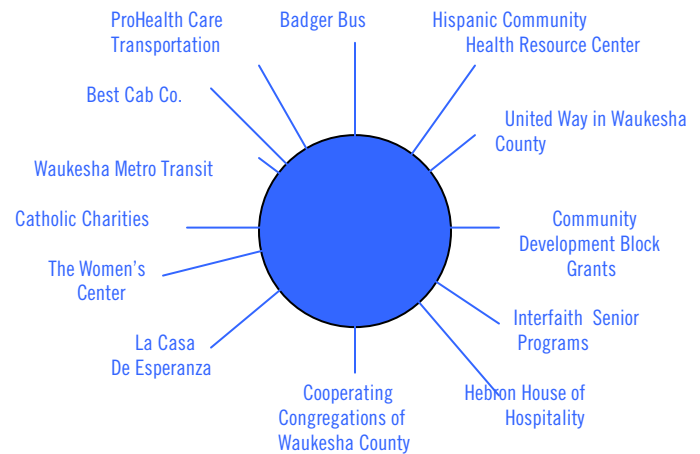 ProHealth Care
Transportation
Badger Bus
Hispanic Community
Health Resource Center
Best Cab Co.
United Way in Waukesha
County
Waukesha Metro Transit
Catholic Charities
Community
Development Block
Grants
The Women's
Center
Interfaith Senior
Programs
La Casa
De Esperanza
Cooperating
Congregations of
Waukesha County
Hebron House of
Hospitality